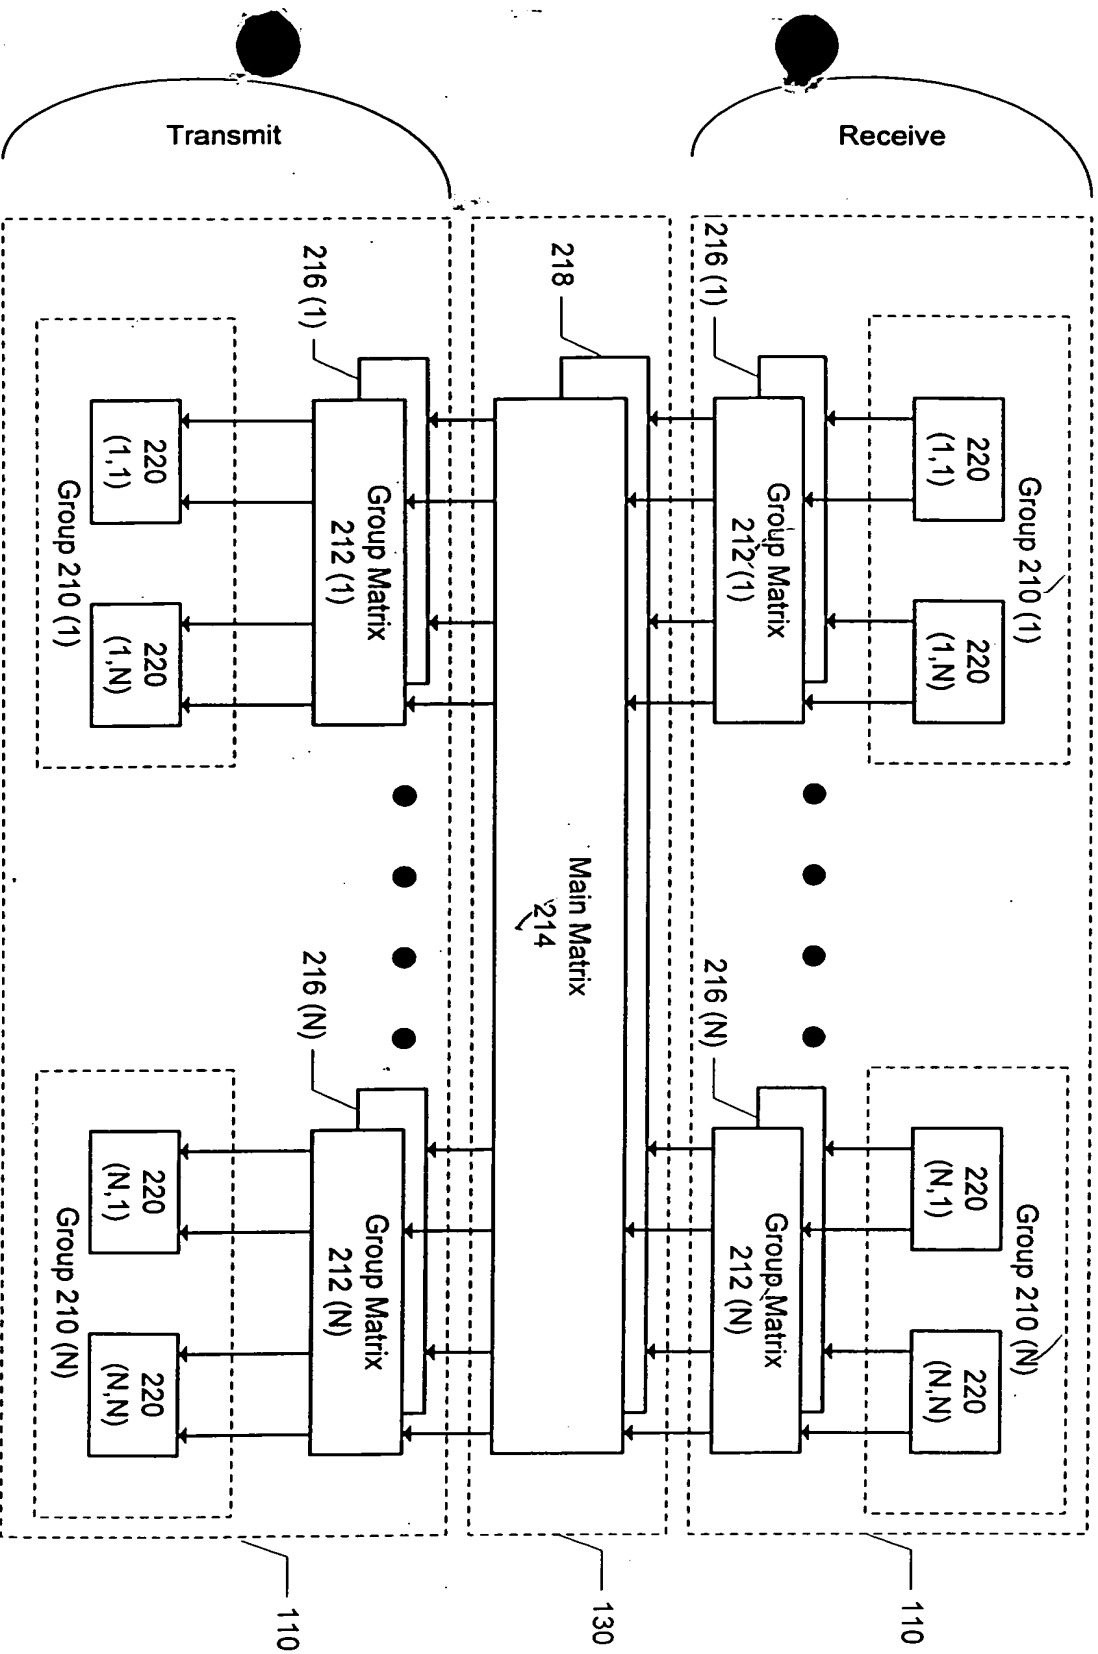 Receive
Group 210 (1)
220
(1,1)
220
(1,N)
216 (1)
Group Matrix
212 (1)
Group 210 (N)
220
(N,1)
220
(N,N)
216 (N)
Group Matrix
212 (N)
110
218
Main Matrix
214
130
Transmit
216 (1)
Group Matrix
212 (1)
220
(1,1)
220
(1,N)
Group 210 (1)
216 (N)
Group Matrix
212 (N)
220
(N,1)
220
(N,N)
Group 210 (N)
110